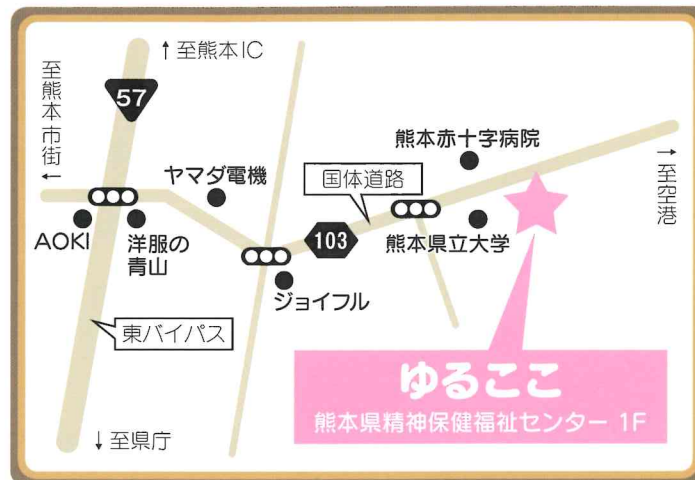 ↑至熊本IC
57
至熊本市街
←
ヤマダ電機
熊本赤十字病院
→至空港
国体道路
AOKI
洋服の
青山
103
熊本県立大学
ジョイフル
東バイパス
ゆるここ
熊本県精神保健福祉センター 1F
↓至県庁